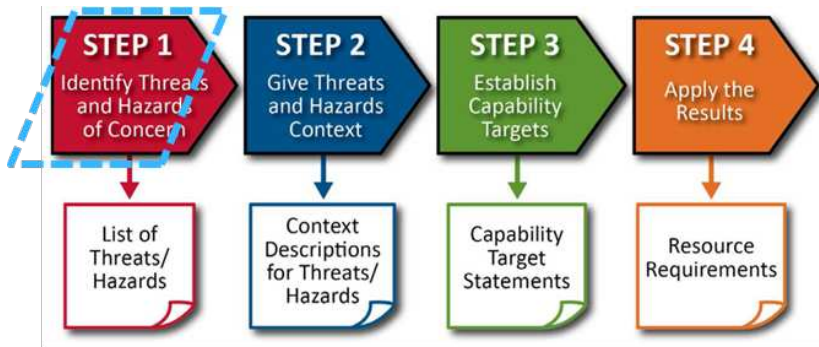 STEP 1
Identify Threats
and Hazards
of Concern
STEP 2
Give Threats
and Hazards
Context
STEP 3
Establish
Capability
Targets
STEP 4
Apply the
Results
List of
Threats/
Hazards
Context
Descriptions
for Threats/
Hazards
Capability
Target
Statements
Resource
Requirements